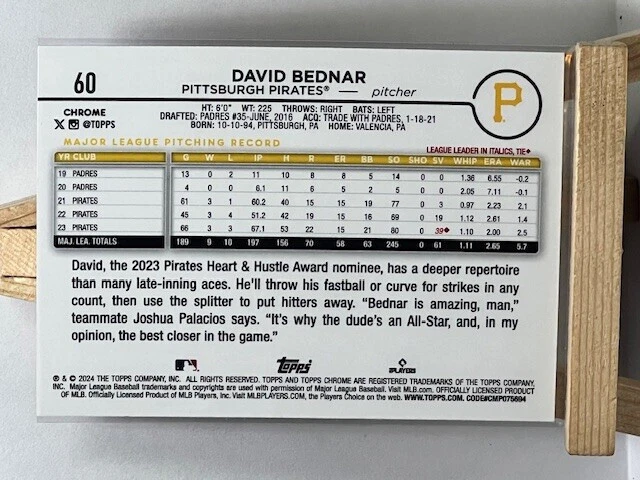 60
DAVID BEDNAR
PITTSBURGH PIRATES® — pitcher
P
CHROME
@TOPPS
HT: 6'0" WT: 225 THROWS: RIGHT BATS: LEFT
DRAFTED: PADRES #35-JUNE, 2016 ACQ: TRADE WITH PADRES, 1-18-21
BORN: 10-10-94, PITTSBURGH, PA HOME: VALENCIA, PA
MAJOR LEAGUE PITCHING RECORD
LEAGUE LEADER IN ITALICS, TIE♦
YR CLUB G W L IP H R ER BB SO SHO SV WHIP ERA WAR
19 PADRES 13 0 2 11 10 8 8 5 14 0 0 1.36 6.55 -0.2
20 PADRES 4 0 0 6.1 11 6 5 2 5 0 0 2.05 7.11 -0.1
21 PIRATES 61 3 1 60.2 40 15 15 19 77 0 3 0.97 2.23 2.1
22 PIRATES 45 3 4 51.2 42 19 15 16 69 0 19 1.12 2.61 1.4
23 PIRATES 66 3 3 67.1 53 22 15 21 80 0 39♦ 1.10 2.00 2.5
MAJ. LEA. TOTALS 189 9 10 197 156 70 58 63 245 0 61 1.11 2.65 5.7
David, the 2023 Pirates Heart & Hustle Award nominee, has a deeper repertoire
than many late-inning aces. He'll throw his fastball or curve for strikes in any
count, then use the splitter to put hitters away. "Bednar is amazing, man,"
teammate Joshua Palacios says. "It's why the dude's an All-Star, and, in my
opinion, the best closer in the game."
Topps
PLAYERS
® & © 2024 THE TOPPS COMPANY, INC. ALL RIGHTS RESERVED. TOPPS AND TOPPS CHROME ARE REGISTERED TRADEMARKS OF THE TOPPS COMPANY,
INC. Major League Baseball trademarks and copyrights are used with permission of Major League Baseball. Visit MLB.com. OFFICIALLY LICENSED PRODUCT
OF MLB. Officially Licensed Product of MLB Players, Inc. Visit MLBPLAYERS.COM, the Players Choice on the web. WWW.TOPPS.COM. CODE#CMP075694